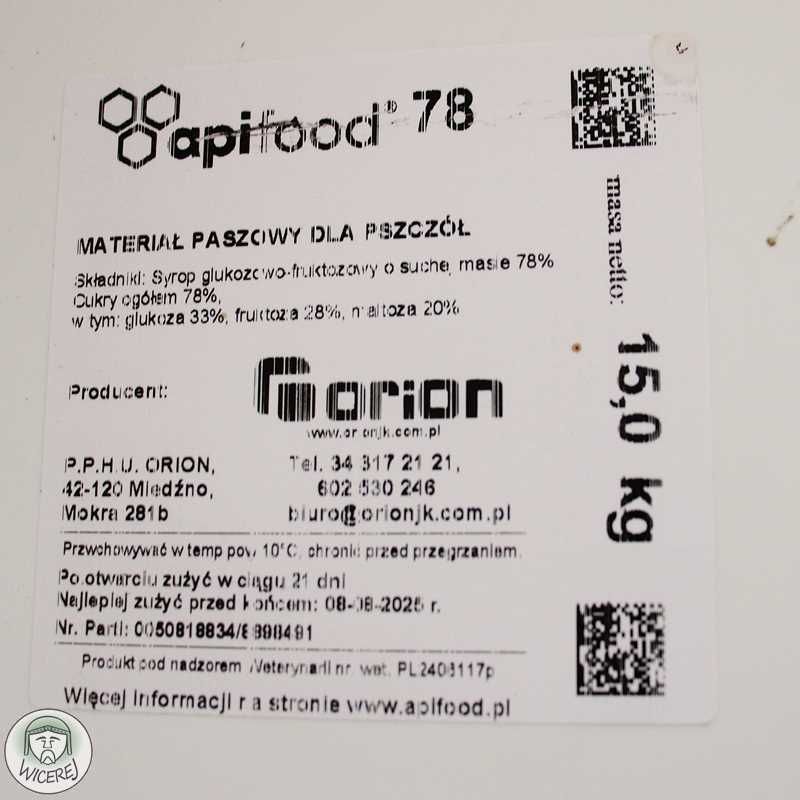 apifood® 78
MATERIAŁ PASZOWY DLA PSZCZÓŁ
Składniki: Syrop glukozowo-fruktozowy o suchej masie 78%
Cukry ogółem 78%,
w tym: glukoza 33%, fruktoza 28%, maltoza 20%
masa netto: 15,0 kg
Producent: orion
www.orionjk.com.pl
P.P.H.U. ORION, Tel. 34 317 21 21,
42-120 Miedźno, 602 530 246
Mokra 281b biuro@orionjk.com.pl
Przwchowywać w temp pow 10°C, chronić przed przegrzaniem.
Po otwarciu zużyć w ciągu 21 dni
Najlepiej zużyć przed końcem: 08-08-2025 r.
Nr. Partii: 0050818834/
Produkt pod nadzorem Weterynarii nr. wet. PL2408117p
Więcej informacji na stronie www.apifood.pl
WICEREJ